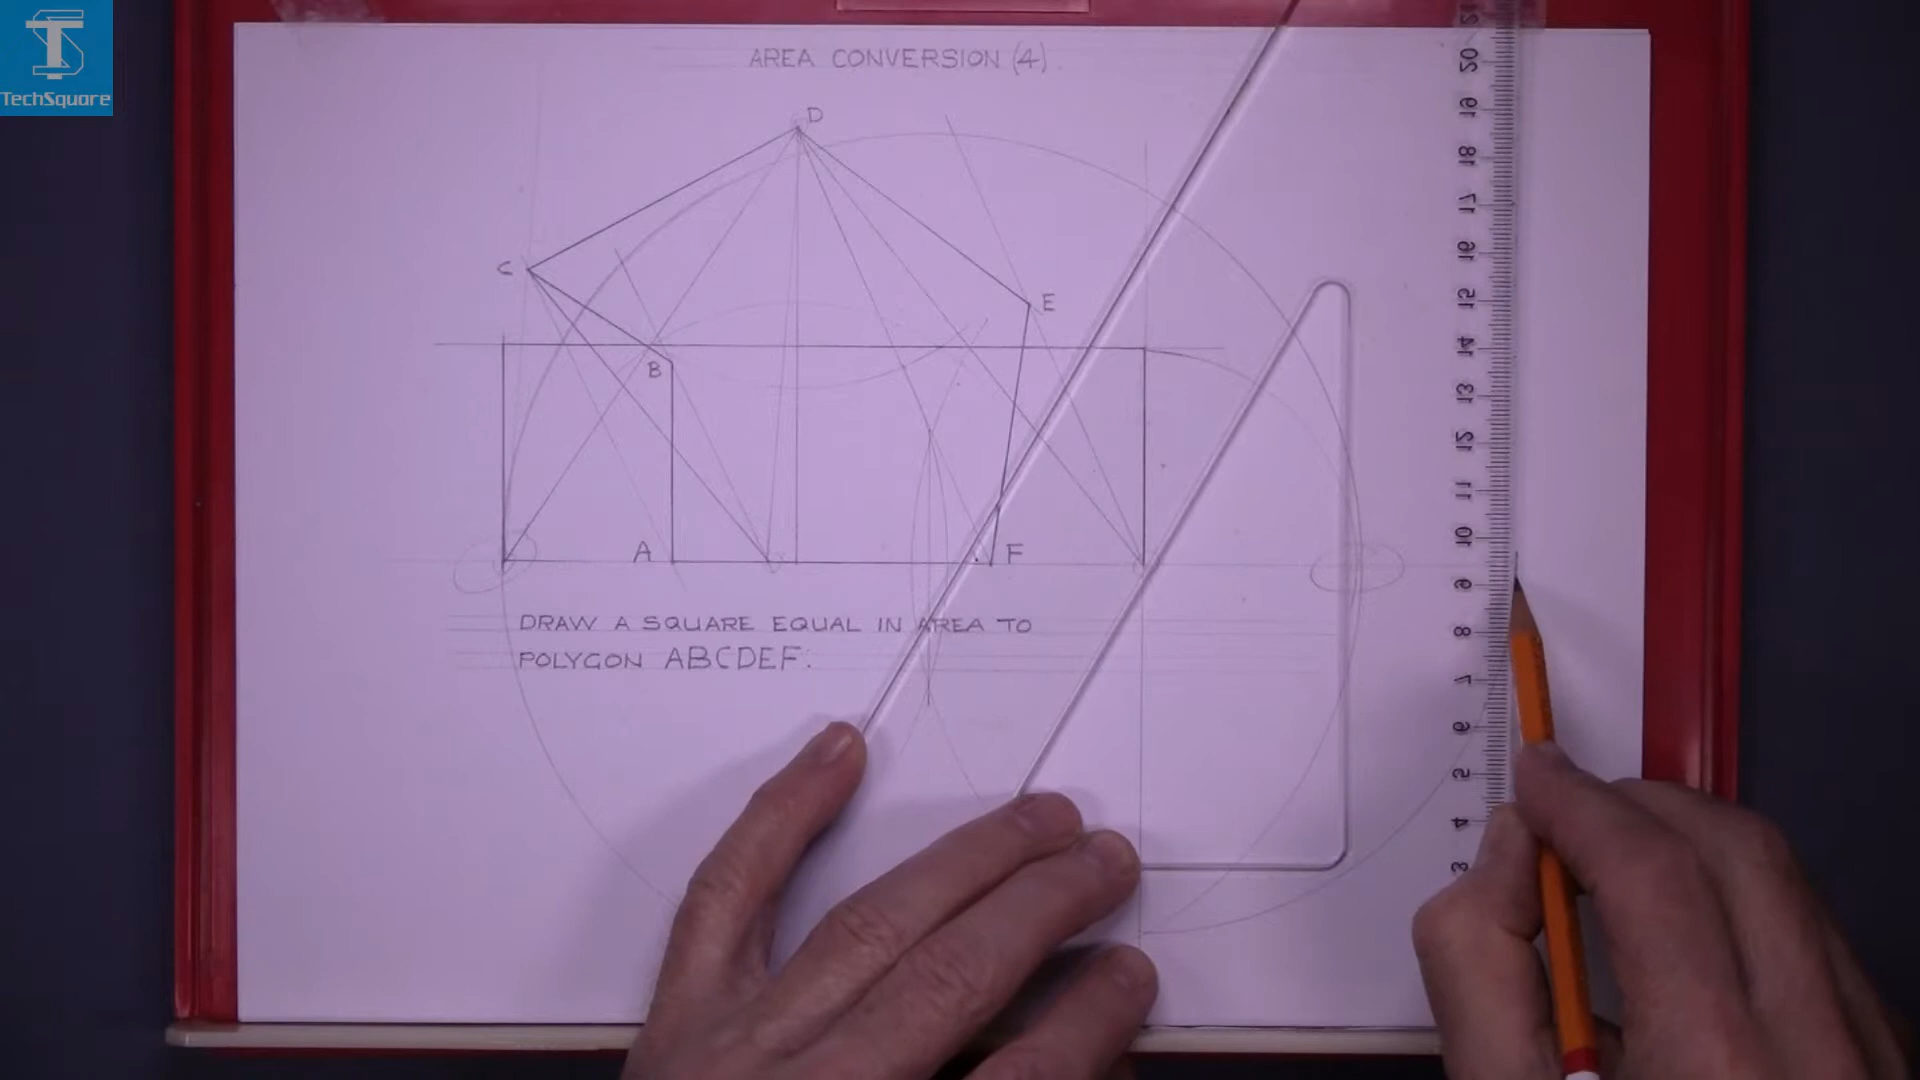 TechSquare
AREA CONVERSION (4).
D
C
E
B
A
F
DRAW A SQUARE EQUAL IN AREA TO
POLYGON ABCDEF:
20
19
18
17
16
15
14
13
12
11
10
9
8
7
6
5
4
3